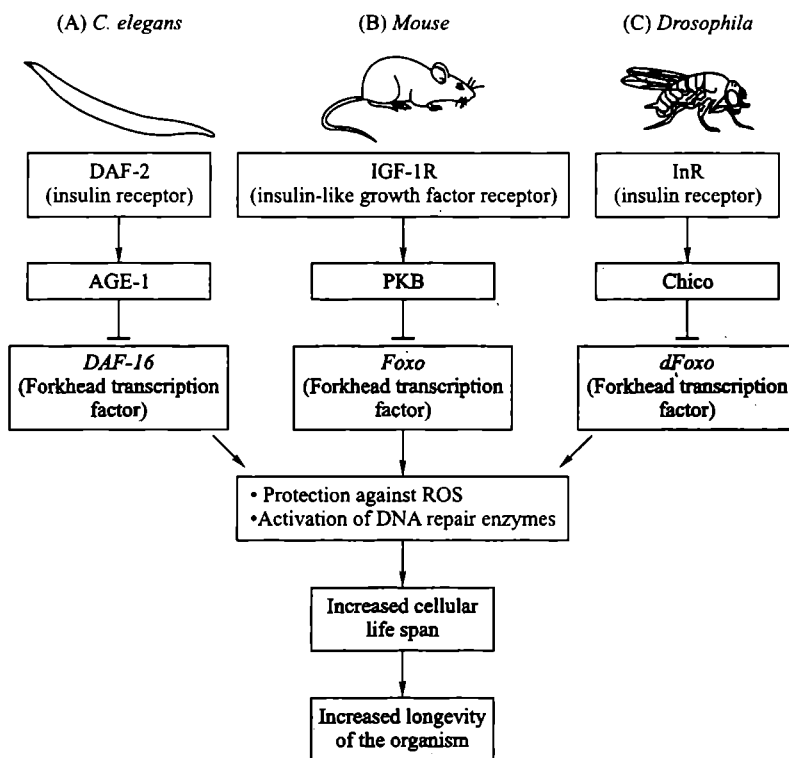 (A) C. elegans
(B) Mouse
(C) Drosophila
DAF-2
(insulin receptor)
IGF-1R
(insulin-like growth factor receptor)
InR
(insulin receptor)
AGE-1
PKB
Chico
DAF-16
(Forkhead transcription
factor)
Foxo
(Forkhead transcription
factor)
dFoxo
(Forkhead transcription
factor)
• Protection against ROS
•Activation of DNA repair enzymes
Increased cellular
life span
Increased longevity
of the organism